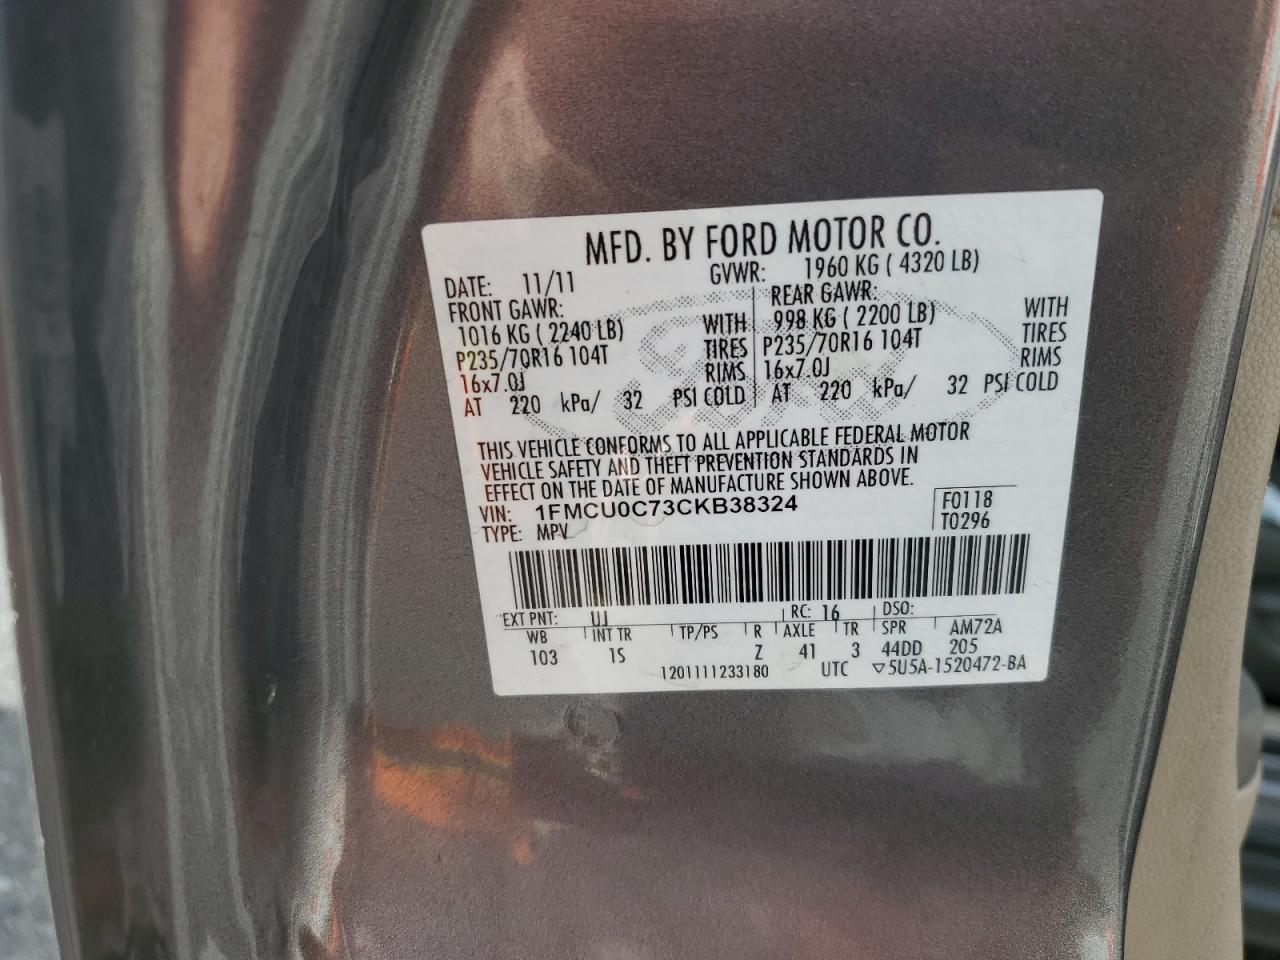 MFD. BY FORD MOTOR CO.
DATE: 11/11 GVWR: 1960 KG ( 4320 LB)
FRONT GAWR: REAR GAWR:
1016 KG ( 2240 LB) WITH 998 KG ( 2200 LB) WITH
P235/70R16 104T TIRES P235/70R16 104T TIRES
16x7.0J RIMS 16x7.0J RIMS
AT 220 kPa/ 32 PSI COLD AT 220 kPa/ 32 PSI COLD
THIS VEHICLE CONFORMS TO ALL APPLICABLE FEDERAL MOTOR
VEHICLE SAFETY AND THEFT PREVENTION STANDARDS IN
EFFECT ON THE DATE OF MANUFACTURE SHOWN ABOVE.
VIN: 1FMCU0C73CKB38324 F0118
TYPE: MPV T0296
EXT PNT: UJ RC: 16 DSO:
WB INT TR TP/PS R AXLE TR SPR AM72A
103 1S Z 41 3 44DD 205
1201111233180 UTC ▽5U5A-1520472-BA